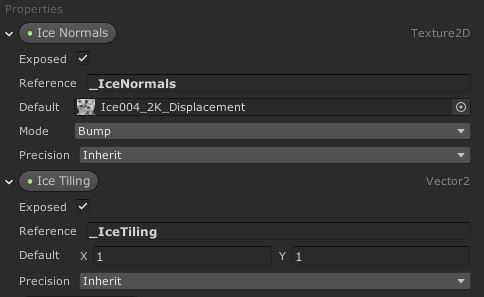 Properties
Ice Normals Texture2D
Exposed
Reference _IceNormals
Default Ice004_2K_Displacement
Mode Bump
Precision Inherit
Ice Tiling Vector2
Exposed
Reference _IceTiling
Default X 1 Y 1
Precision Inherit